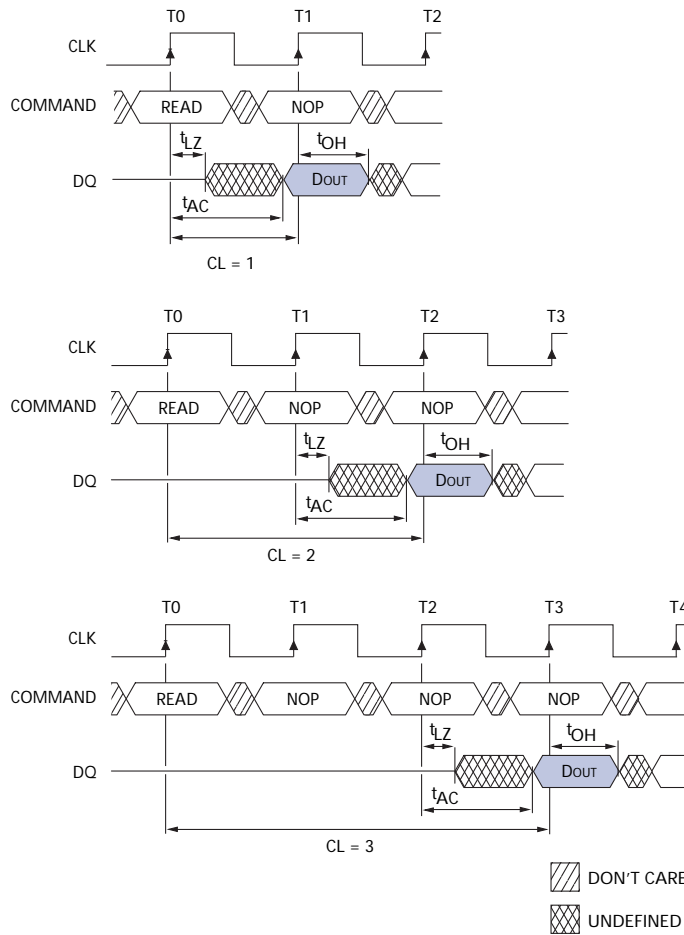 T0 T1 T2
CLK
COMMAND READ NOP
tLZ tOH
DQ DOUT
tAC
CL = 1
T0 T1 T2 T3
CLK
COMMAND READ NOP NOP
tLZ tOH
DQ DOUT
tAC
CL = 2
T0 T1 T2 T3 T4
CLK
COMMAND READ NOP NOP NOP
tLZ tOH
DQ DOUT
tAC
CL = 3
DON'T CARE
UNDEFINED